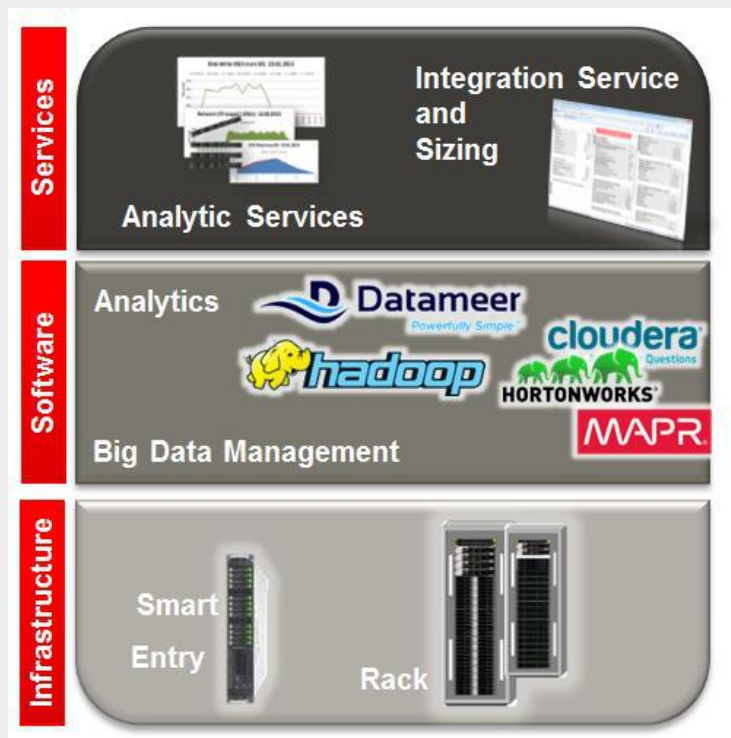 Services
Integration Service
and
Sizing
Analytic Services
Software
Analytics
Datameer
Powerfully Simple
cloudera
Questions
hadoop
HORTONWORKS
MAPR
Big Data Management
Infrastructure
Smart
Entry
Rack